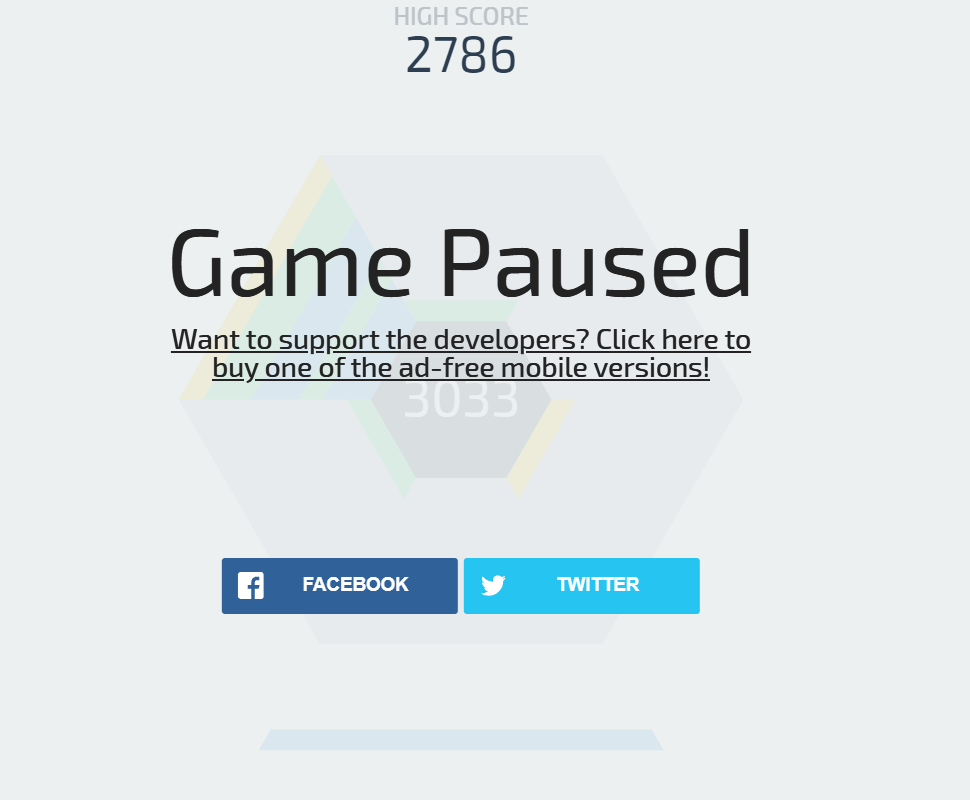 HIGH SCORE
2786
Game Paused
Want to support the developers? Click here to
buy one of the ad-free mobile versions!
3033
FACEBOOK
TWITTER